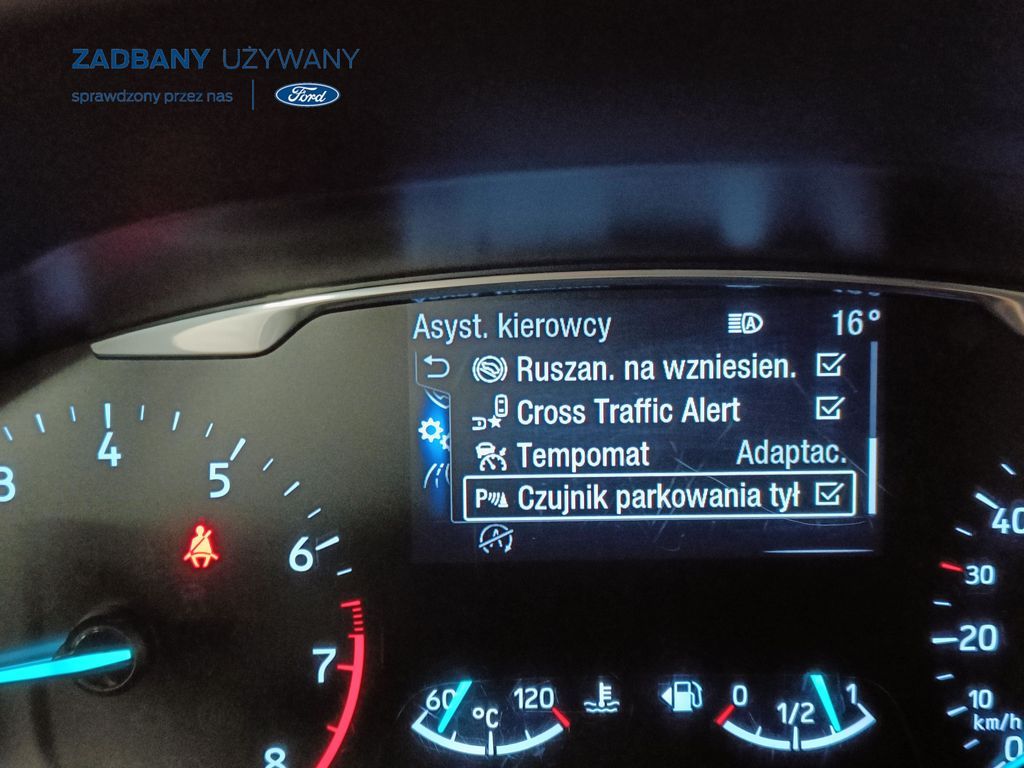 ZADBANY UŻYWANY
sprawdzony przez nas
Ford
Asyst. kierowcy A 16°
Ruszan. na wzniesien.
Cross Traffic Alert
Tempomat Adaptac.
P Czujnik parkowania tył
A
3 4 5 6 7 8
60 °C 120
0 1/2 1
40
30
20
10
km/h
0